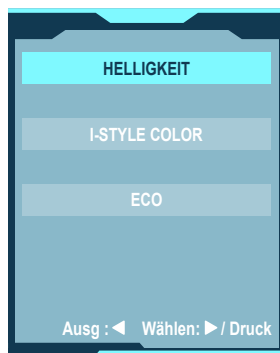 HELLIGKEIT
I-STYLE COLOR
ECO
Ausg : ◀ Wählen: ▶ / Druck